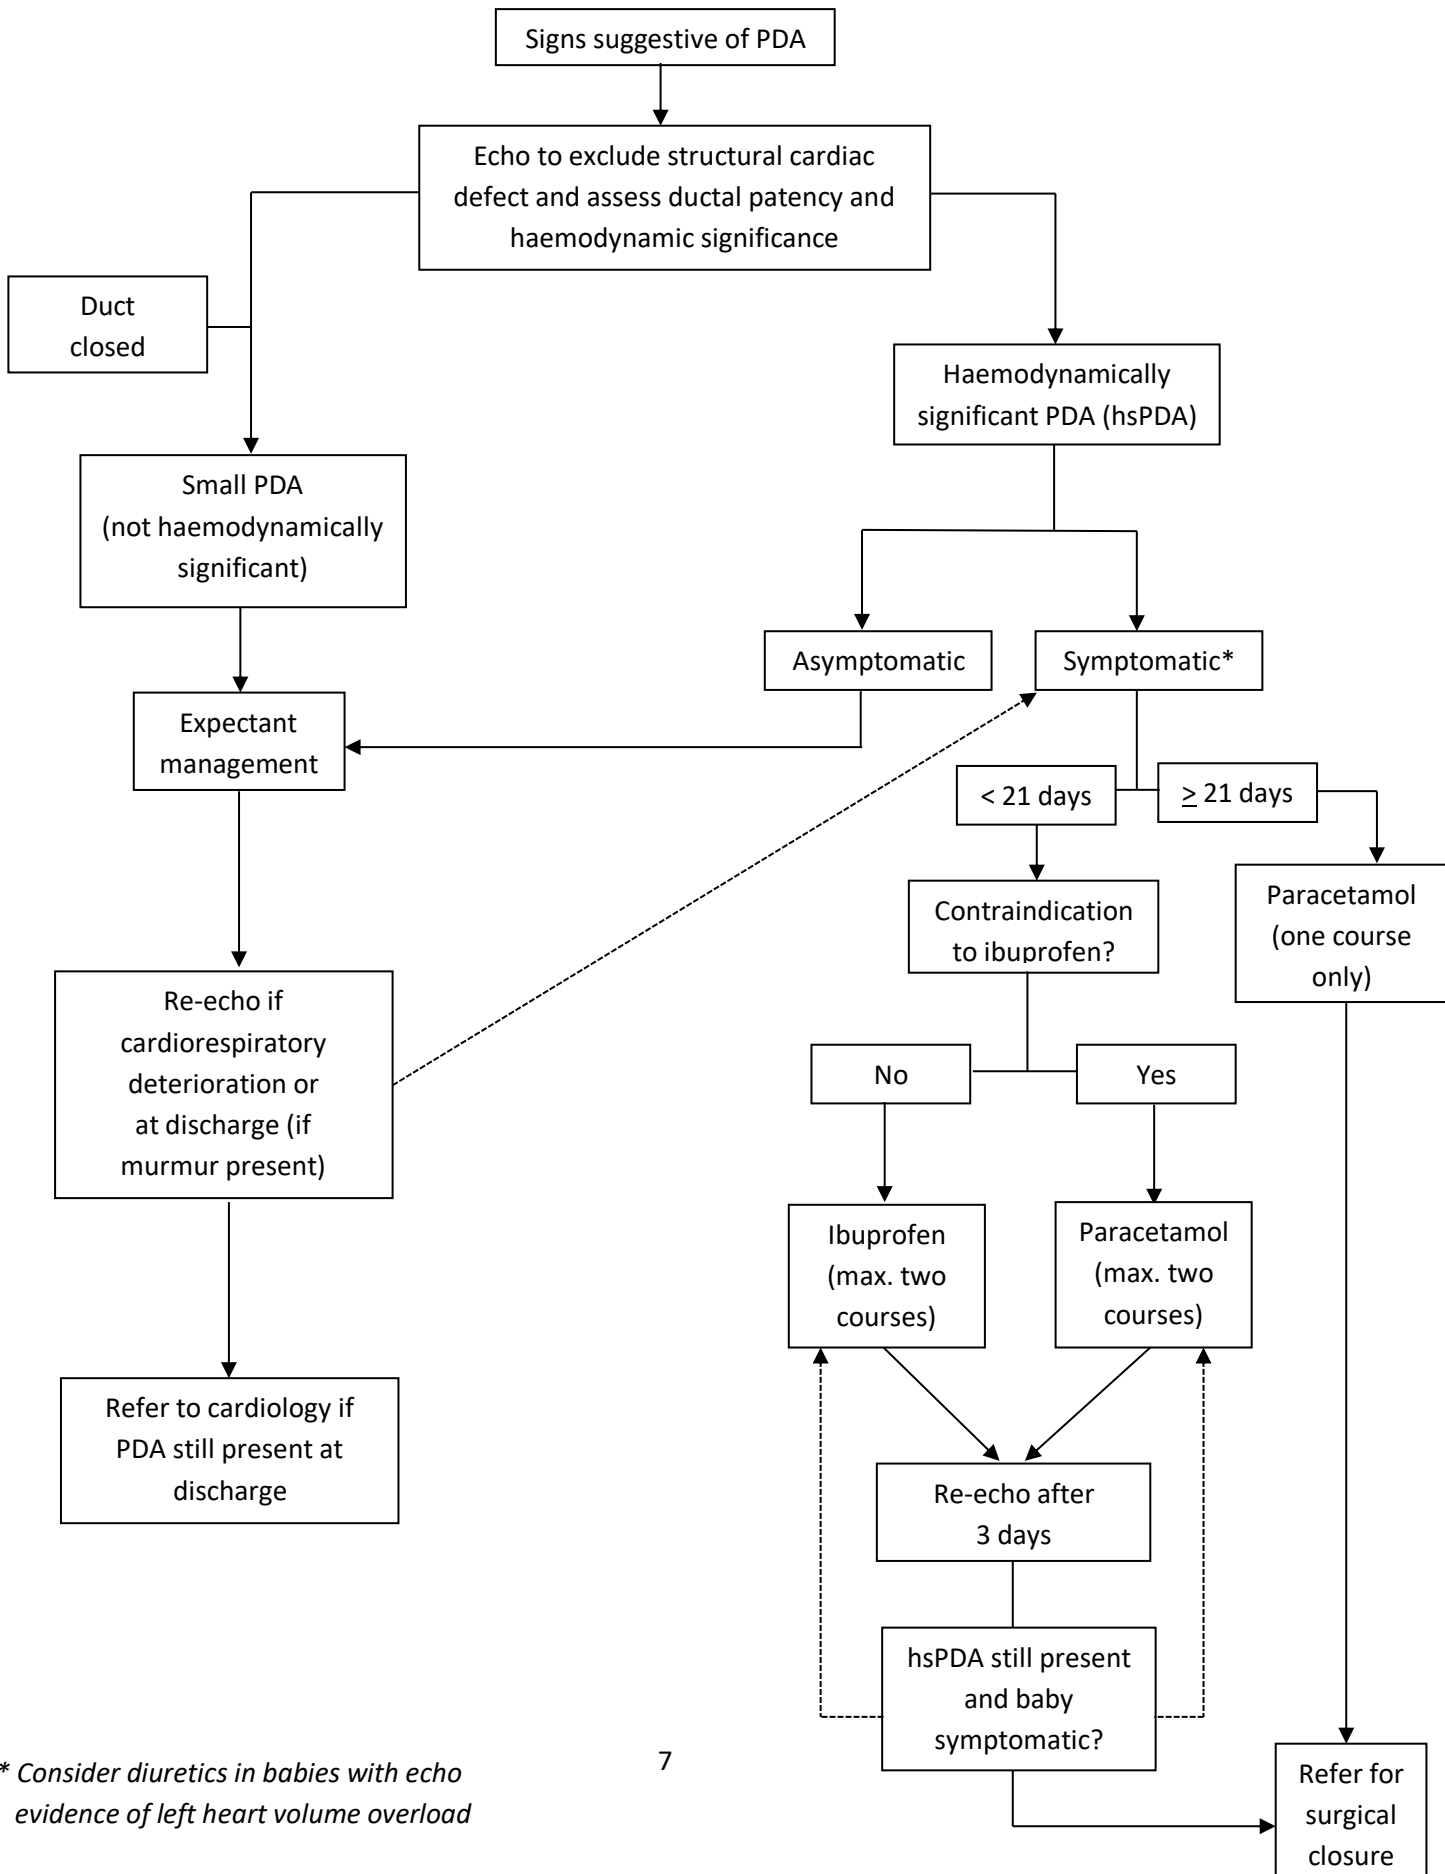 Signs suggestive of PDA
Echo to exclude structural cardiac
defect and assess ductal patency and
haemodynamic significance
Duct
closed
Haemodynamically
significant PDA (hsPDA)
Small PDA
(not haemodynamically
significant)
Asymptomatic
Symptomatic*
Expectant
management
< 21 days
≥ 21 days
Contraindication
to ibuprofen?
Paracetamol
(one course
only)
Re-echo if
cardiorespiratory
deterioration or
at discharge (if
murmur present)
No
Yes
Ibuprofen
(max. two
courses)
Paracetamol
(max. two
courses)
Refer to cardiology if
PDA still present at
discharge
Re-echo after
3 days
hsPDA still present
and baby
symptomatic?
Refer for
surgical
closure
* Consider diuretics in babies with echo
evidence of left heart volume overload
7